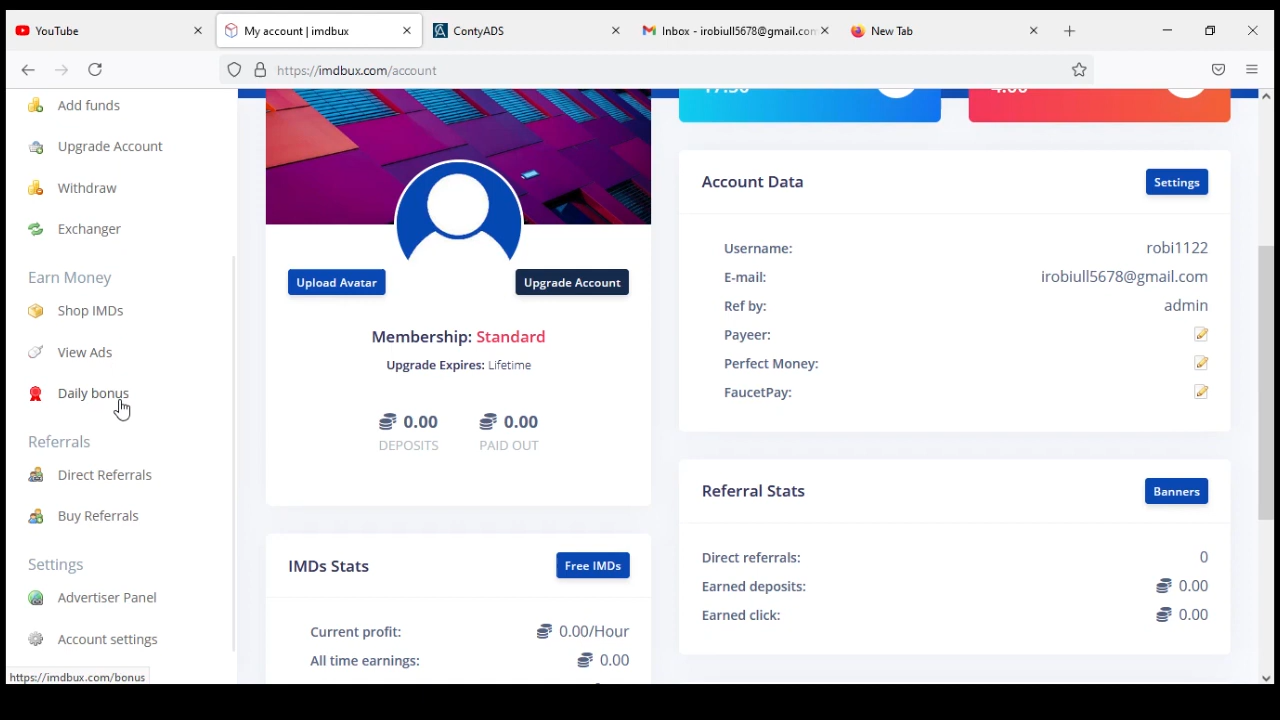 YouTube
My account | imdbux
ContyADS
Inbox - irobiull5678@gmail.com
New Tab
https://imdbux.com/account
Add funds
Upgrade Account
Withdraw
Exchanger
Earn Money
Shop IMDs
View Ads
Daily bonus
Referrals
Direct Referrals
Buy Referrals
Settings
Advertiser Panel
Account settings
https://imdbux.com/bonus
Upload Avatar
Upgrade Account
Membership: Standard
Upgrade Expires: Lifetime
0.00 0.00
DEPOSITS PAID OUT
IMDs Stats
Free IMDs
Current profit: 0.00/Hour
All time earnings: 0.00
Account Data
Settings
Username: robi1122
E-mail: irobiull5678@gmail.com
Ref by: admin
Payeer:
Perfect Money:
FaucetPay:
Referral Stats
Banners
Direct referrals: 0
Earned deposits: 0.00
Earned click: 0.00